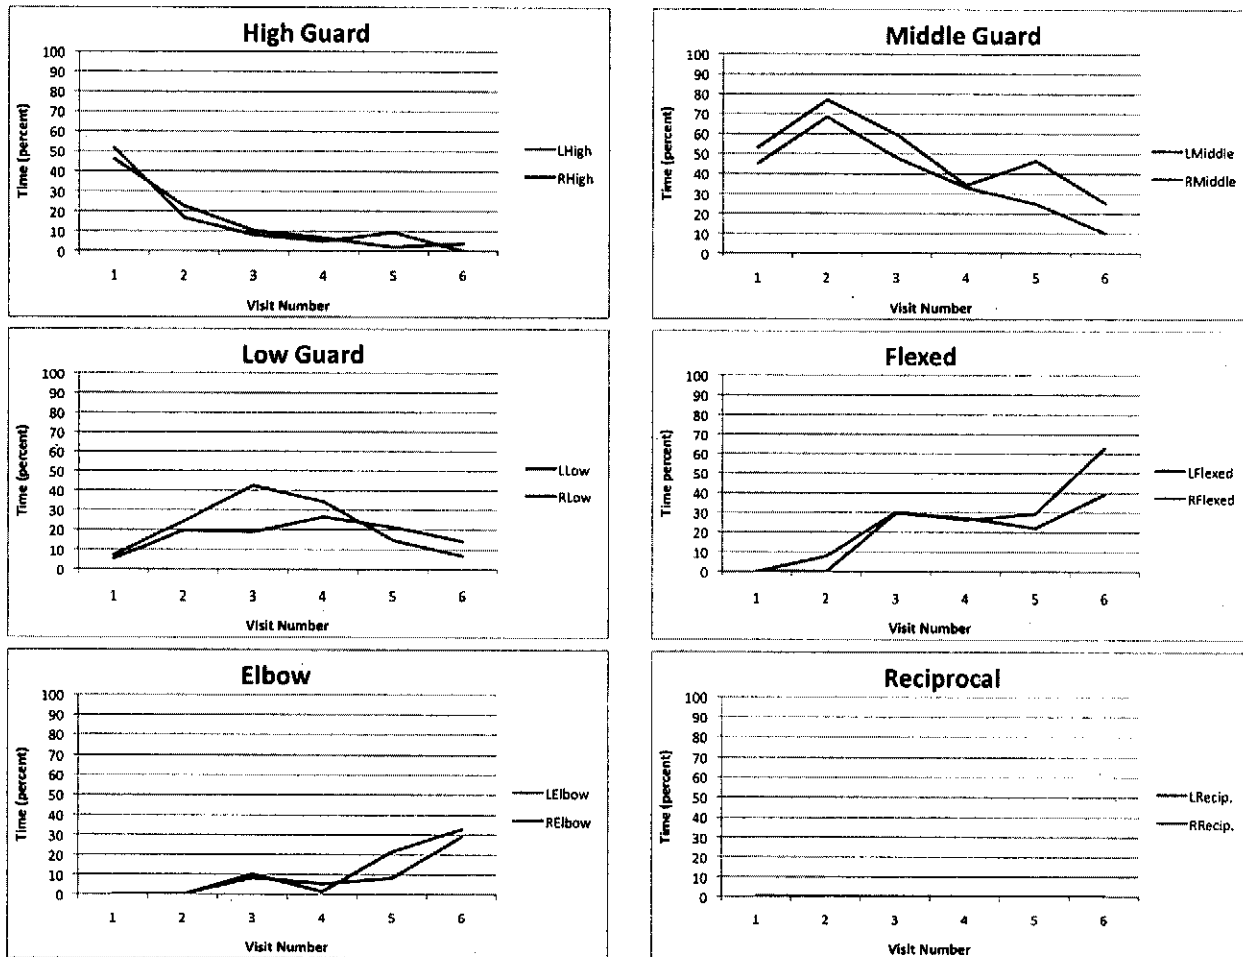 High Guard
100
90
80
70
60
50
40
30
20
10
0
Time (percent)
1 2 3 4 5 6
Visit Number
LHigh
RHigh
Middle Guard
100
90
80
70
60
50
40
30
20
10
0
Time (percent)
1 2 3 4 5 6
Visit Number
LMiddle
RMiddle
Low Guard
100
90
80
70
60
50
40
30
20
10
0
Time (percent)
1 2 3 4 5 6
Visit Number
LLow
RLow
Flexed
100
90
80
70
60
50
40
30
20
10
0
Time percent)
1 2 3 4 5 6
Visit Number
LFlexed
RFlexed
Elbow
100
90
80
70
60
50
40
30
20
10
0
Time (percent)
1 2 3 4 5 6
Visit Number
LElbow
RElbow
Reciprocal
100
90
80
70
60
50
40
30
20
10
0
Time (percent)
1 2 3 4 5 6
Visit Number
LRecip.
RRecip.